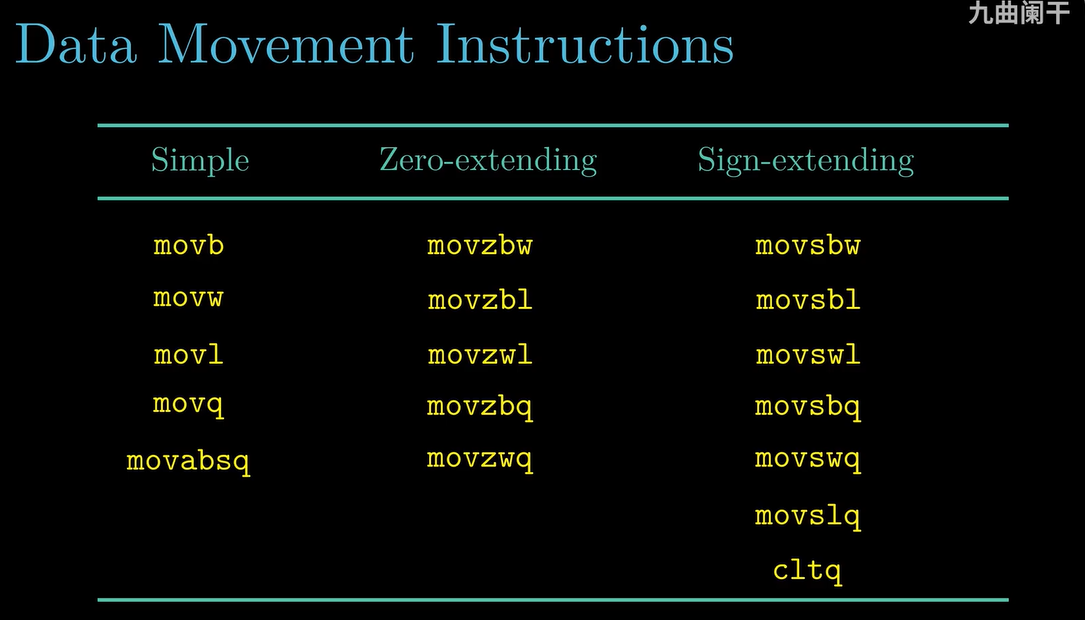 九曲阑干
Data Movement Instructions
Simple Zero-extending Sign-extending
movb movzbw movsbw
movw movzbl movsbl
movl movzwl movswl
movq movzbq movsbq
movabsq movzwq movswq
movslq
cltq